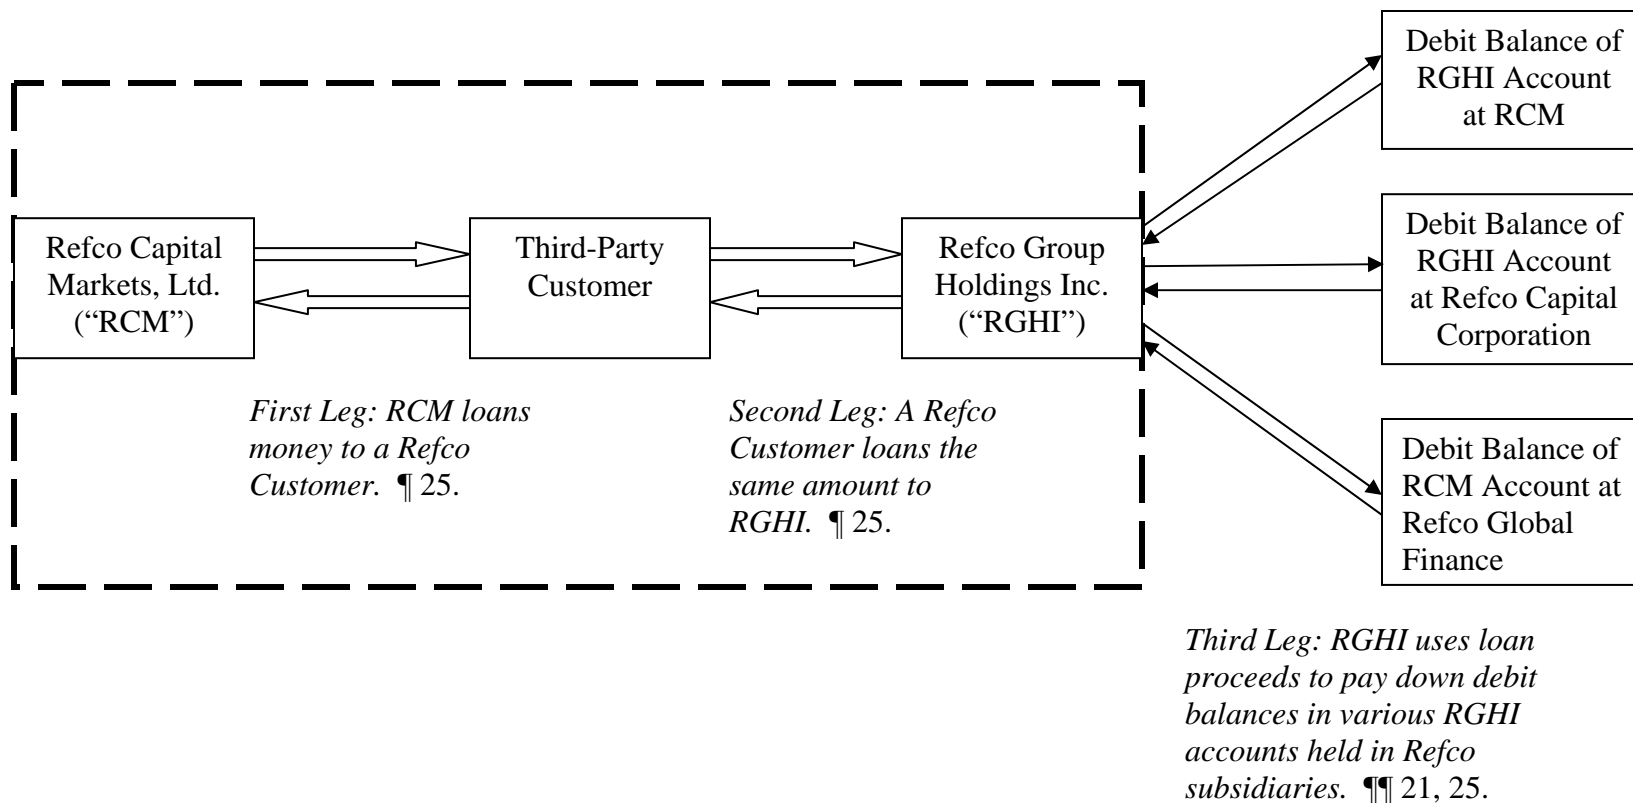 Debit Balance of
RGHI Account
at RCM
Refco Capital
Markets, Ltd.
(“RCM”)
Third-Party
Customer
Refco Group
Holdings Inc.
(“RGHI”)
Debit Balance of
RGHI Account
at Refco Capital
Corporation
First Leg: RCM loans
money to a Refco
Customer. ¶ 25.
Second Leg: A Refco
Customer loans the
same amount to
RGHI. ¶ 25.
Debit Balance of
RCM Account at
Refco Global
Finance
Third Leg: RGHI uses loan
proceeds to pay down debit
balances in various RGHI
accounts held in Refco
subsidiaries. ¶¶ 21, 25.